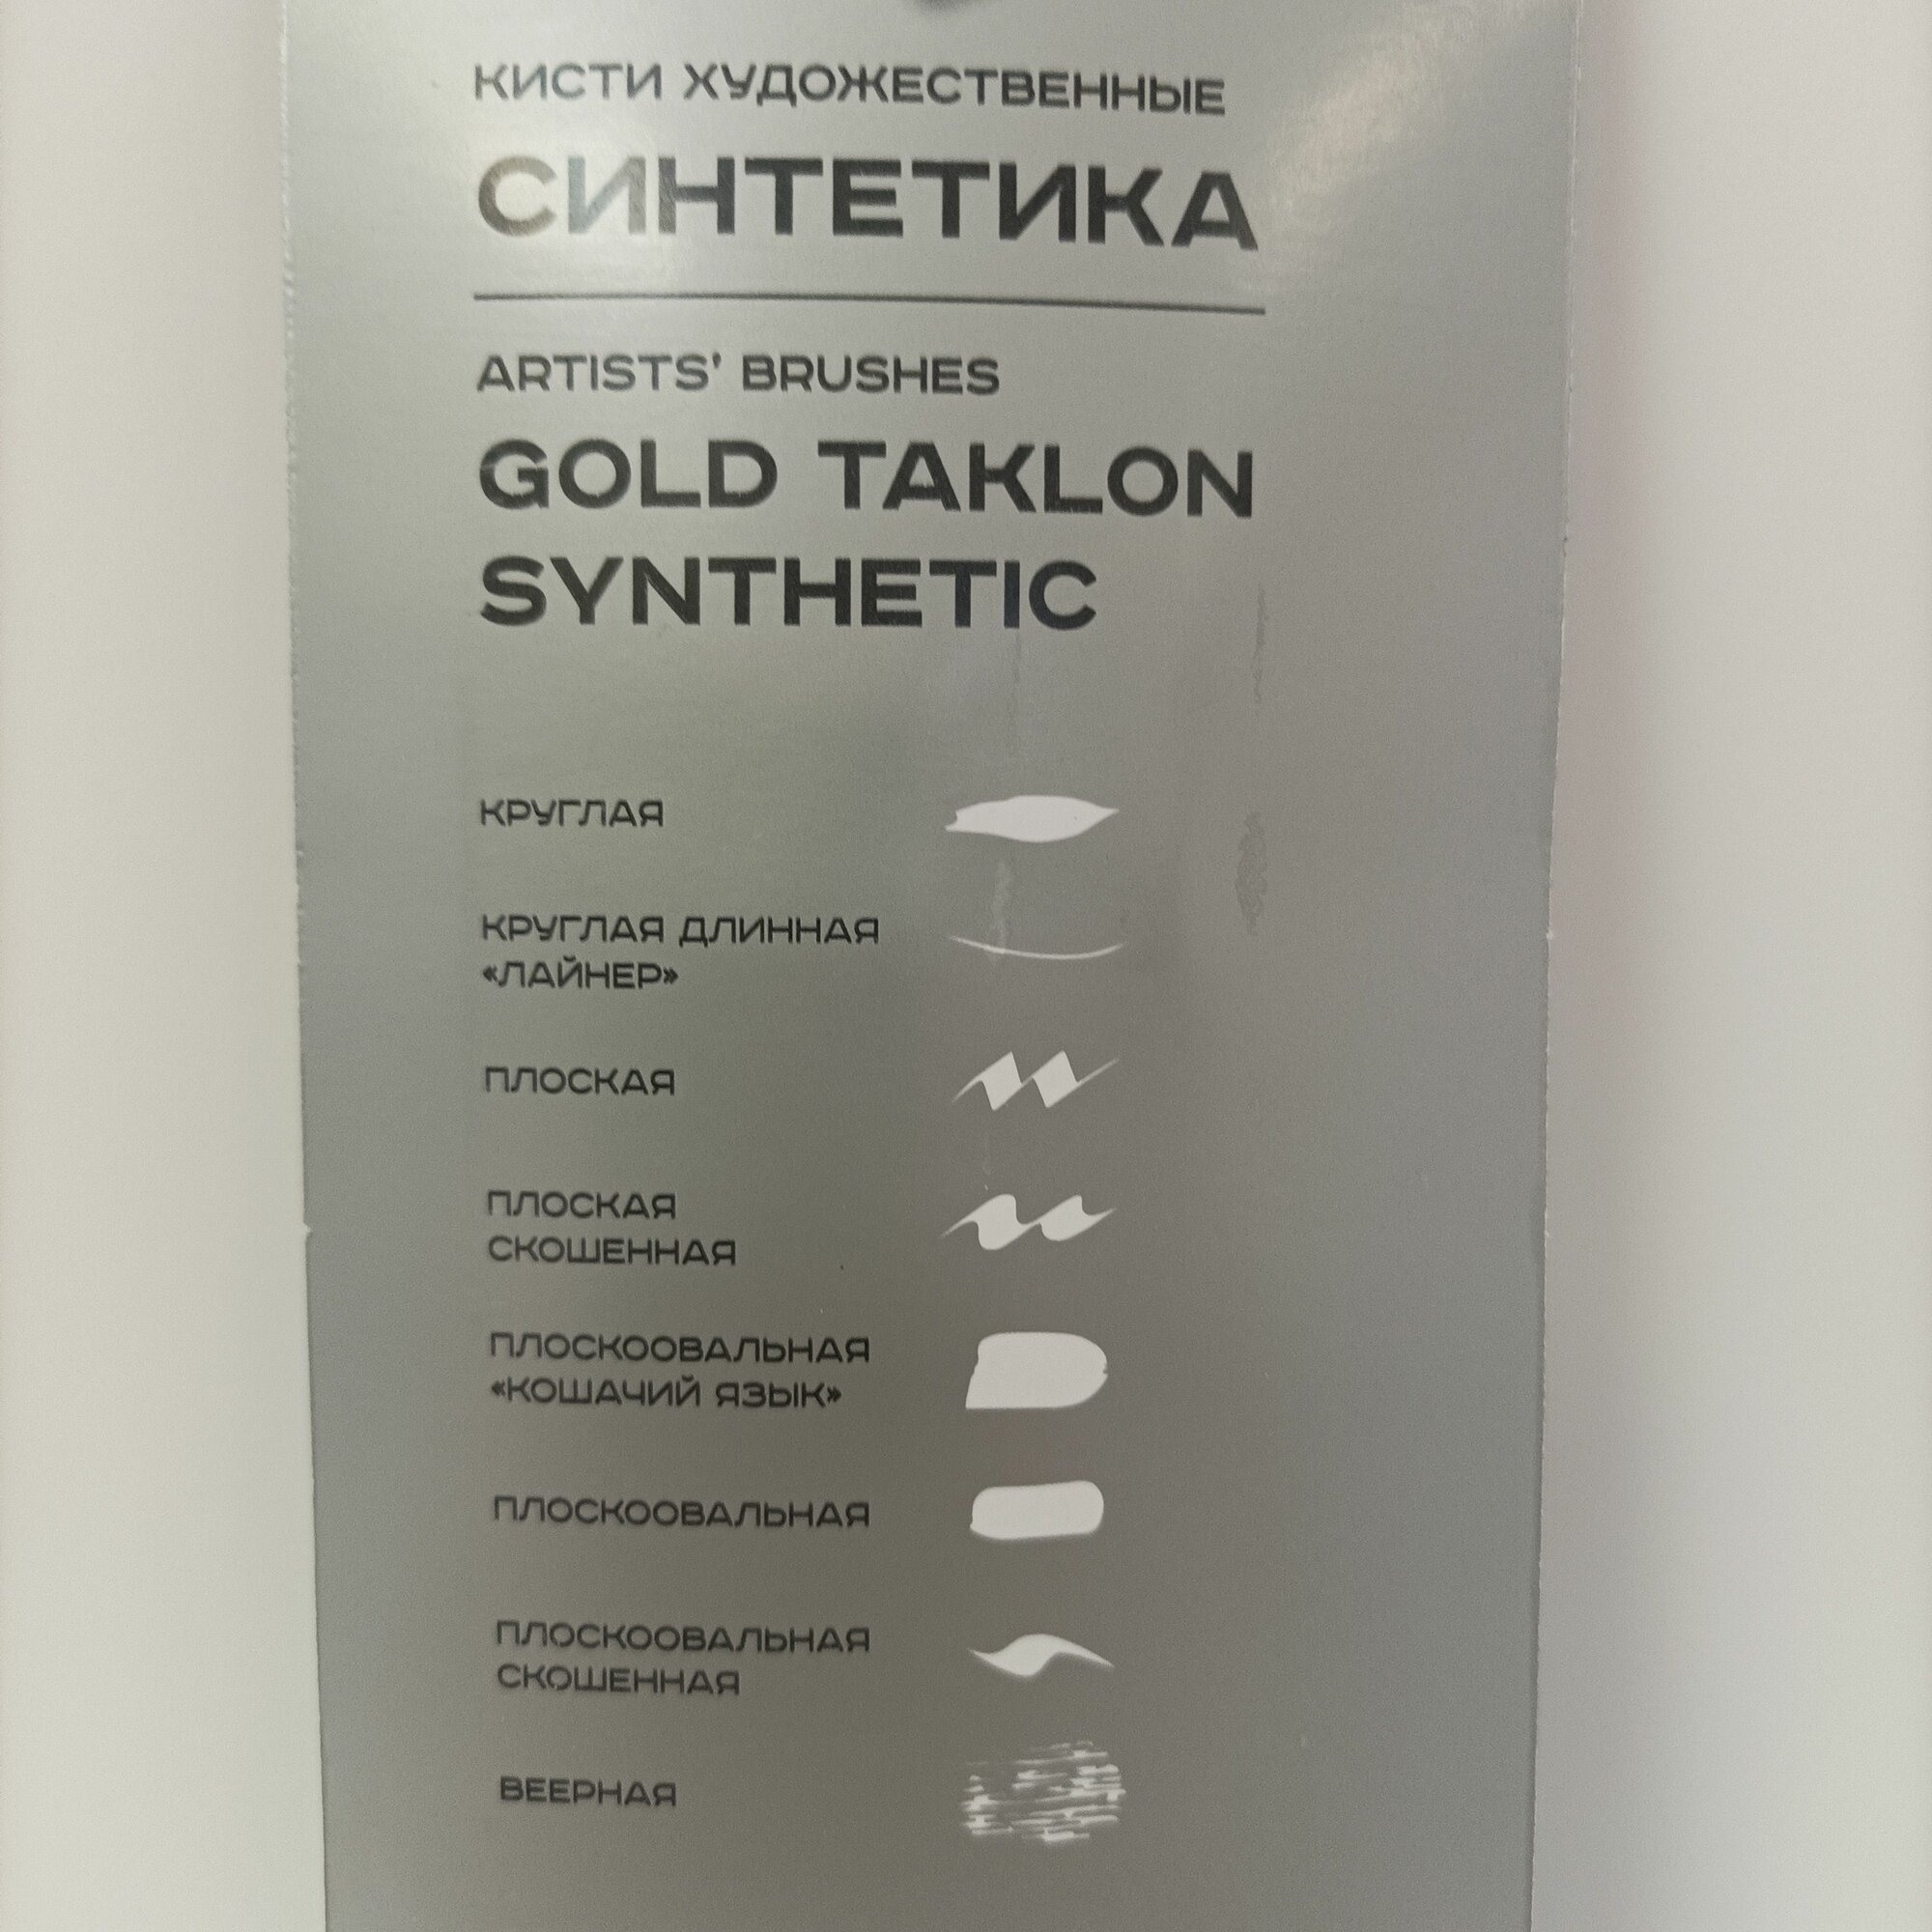 КИСТИ ХУДОЖЕСТВЕННЫЕ
СИНТЕТИКА
ARTISTS' BRUSHES
GOLD TAKLON
SYNTHETIC
КРУГЛАЯ
КРУГЛАЯ ДЛИННАЯ
«ЛАЙНЕР»
ПЛОСКАЯ
ПЛОСКАЯ
СКОШЕННАЯ
ПЛОСКООВАЛЬНАЯ
«КОШАЧИЙ ЯЗЫК»
ПЛОСКООВАЛЬНАЯ
ПЛОСКООВАЛЬНАЯ
СКОШЕННАЯ
ВЕЕРНАЯ